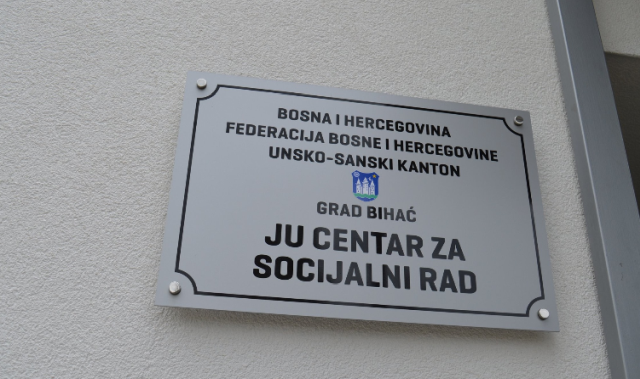 BOSNA I HERCEGOVINA
FEDERACIJA BOSNE I HERCEGOVINE
UNSKO-SANSKI KANTON
GRAD BIHAĆ
JU CENTAR ZA
SOCIJALNI RAD